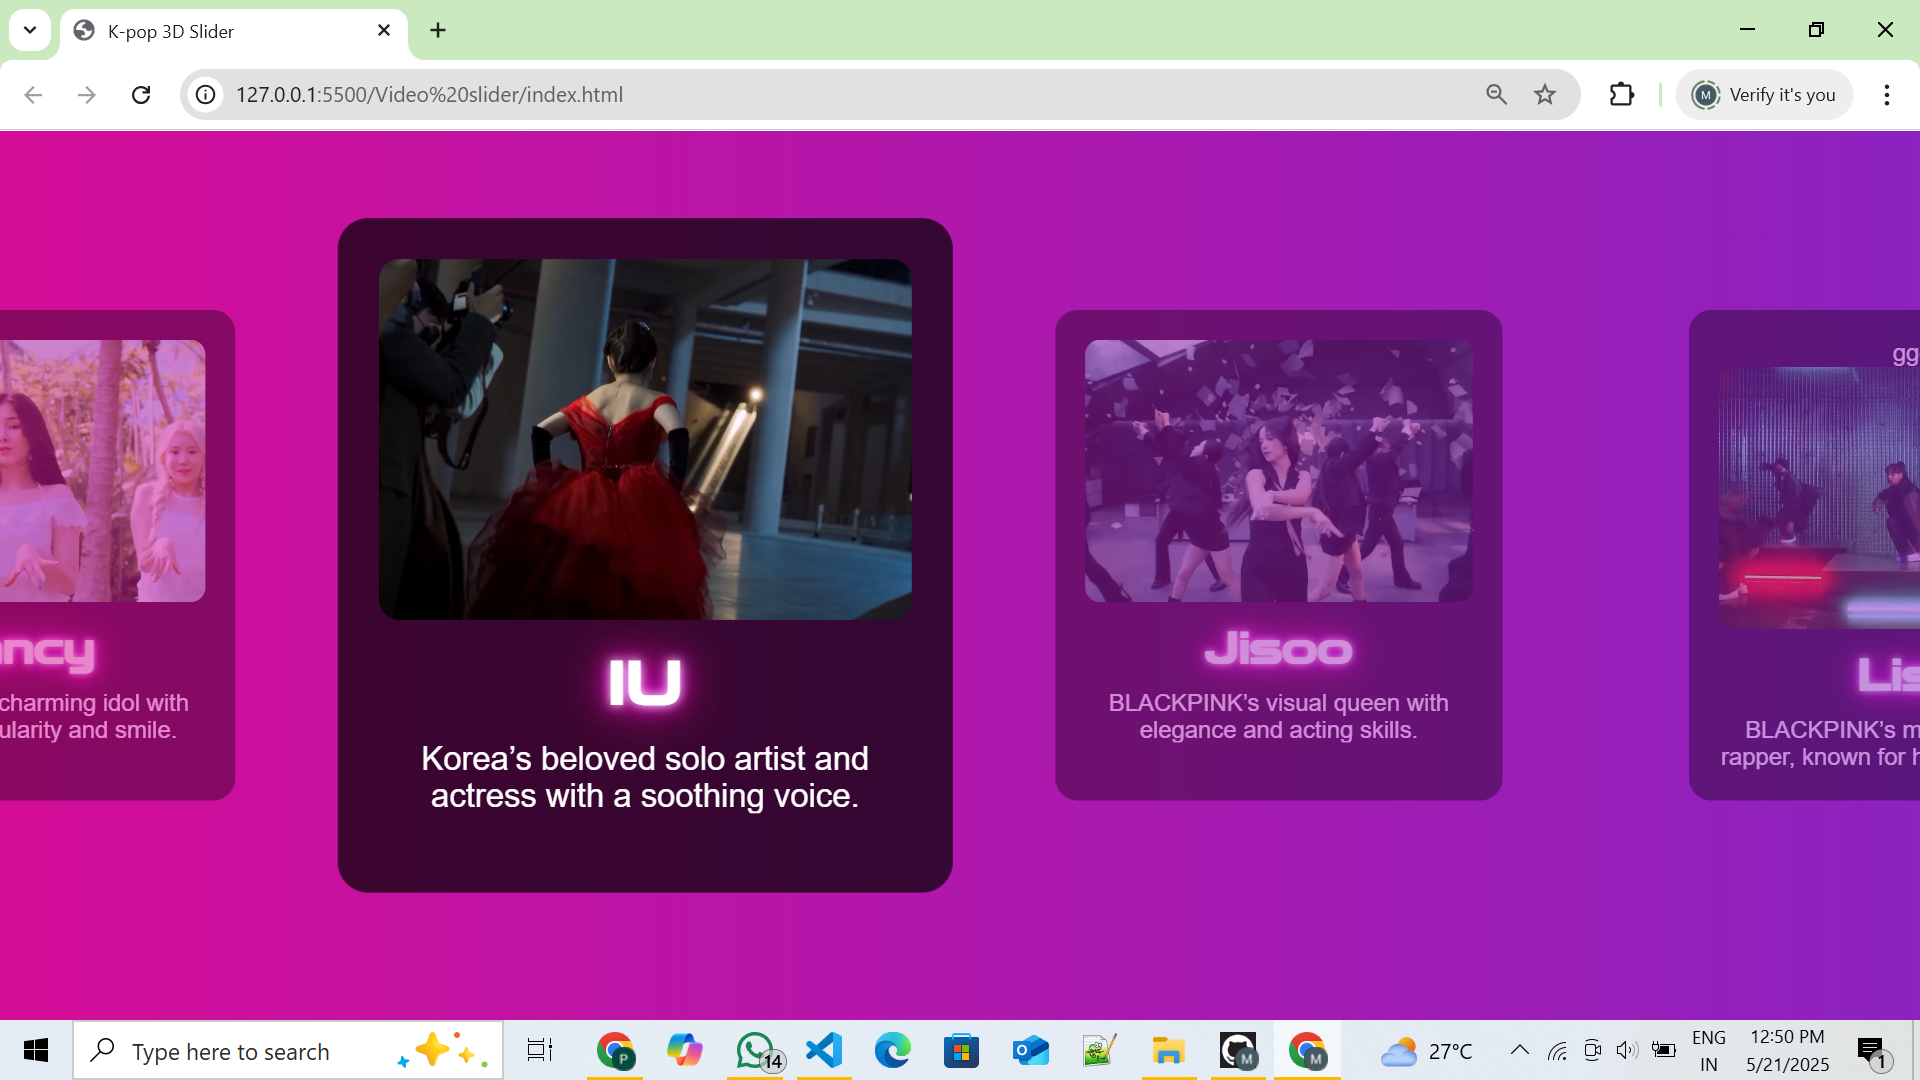 K-pop 3D Slider
127.0.0.1:5500/Video%20slider/index.html
M
Verify it's you
gg
ncy
IU
Jisoo
Lis
charming idol with
ularity and smile.
Korea’s beloved solo artist and
actress with a soothing voice.
BLACKPINK’s visual queen with
elegance and acting skills.
BLACKPINK’s m
rapper, known for h
Type here to search
P
14
M
M
27°C
ENG
IN
12:50 PM
5/21/2025
1